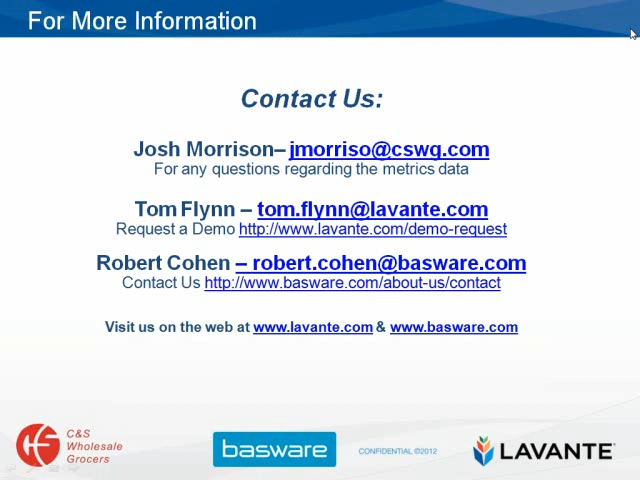 For More Information
Contact Us:
Josh Morrison– jmorriso@cswg.com
For any questions regarding the metrics data
Tom Flynn – tom.flynn@lavante.com
Request a Demo http://www.lavante.com/demo-request
Robert Cohen – robert.cohen@basware.com
Contact Us http://www.basware.com/about-us/contact
Visit us on the web at www.lavante.com & www.basware.com
C&S
Wholesale
Grocers
basware
CONFIDENTIAL ©2012
LAVANTE